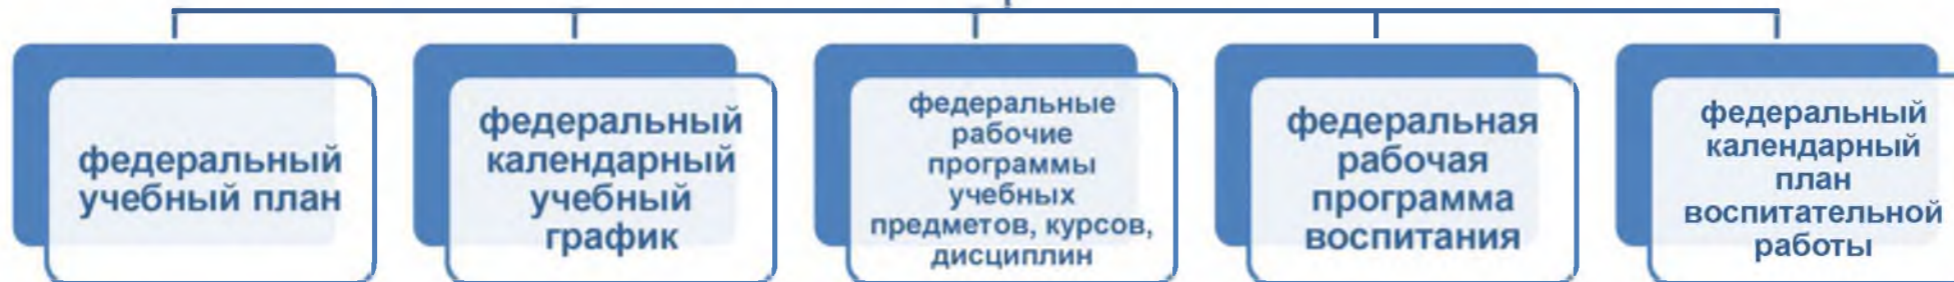 федеральный
учебный план
федеральный
календарный
учебный
график
федеральные
рабочие
программы
учебных
предметов, курсов,
дисциплин
федеральная
рабочая
программа
воспитания
федеральный
календарный
план
воспитательной
работы